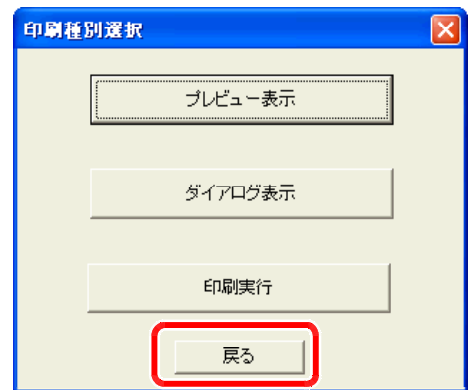 印刷種別選択
プレビュー表示
ダイアログ表示
印刷実行
戻る